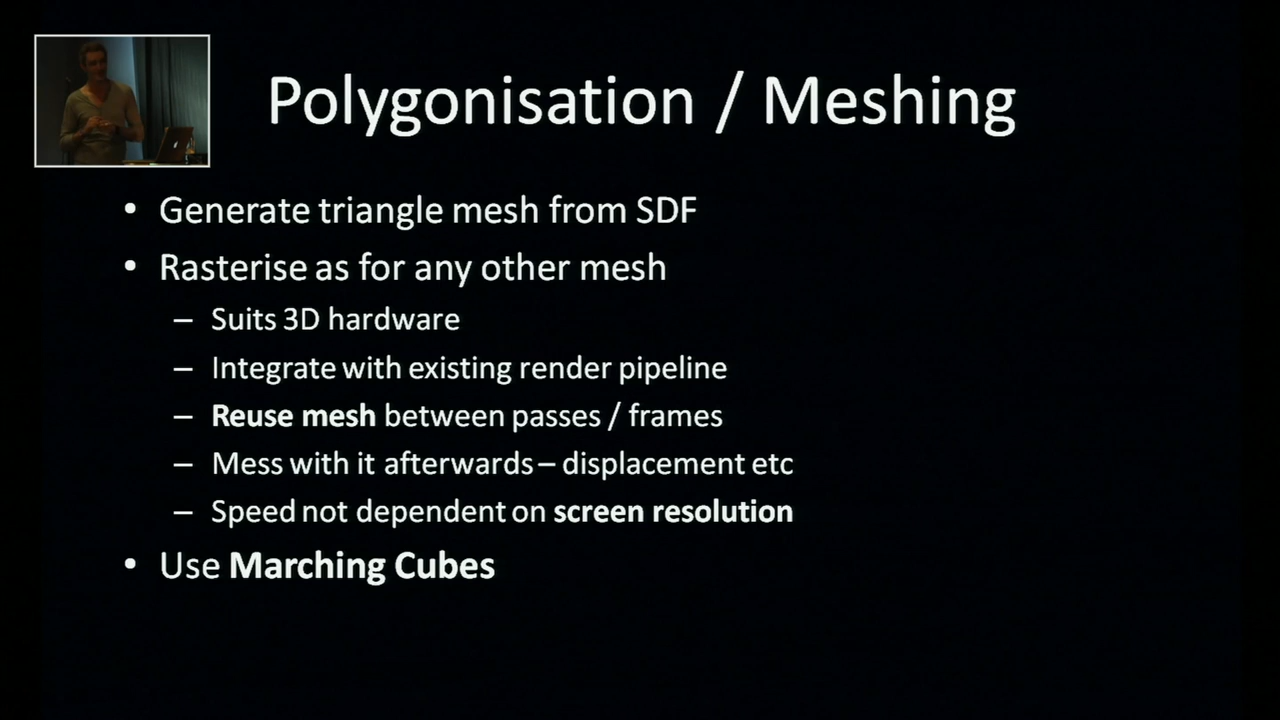 Polygonisation / Meshing
• Generate triangle mesh from SDF
• Rasterise as for any other mesh
– Suits 3D hardware
– Integrate with existing render pipeline
– Reuse mesh between passes / frames
– Mess with it afterwards – displacement etc
– Speed not dependent on screen resolution
• Use Marching Cubes